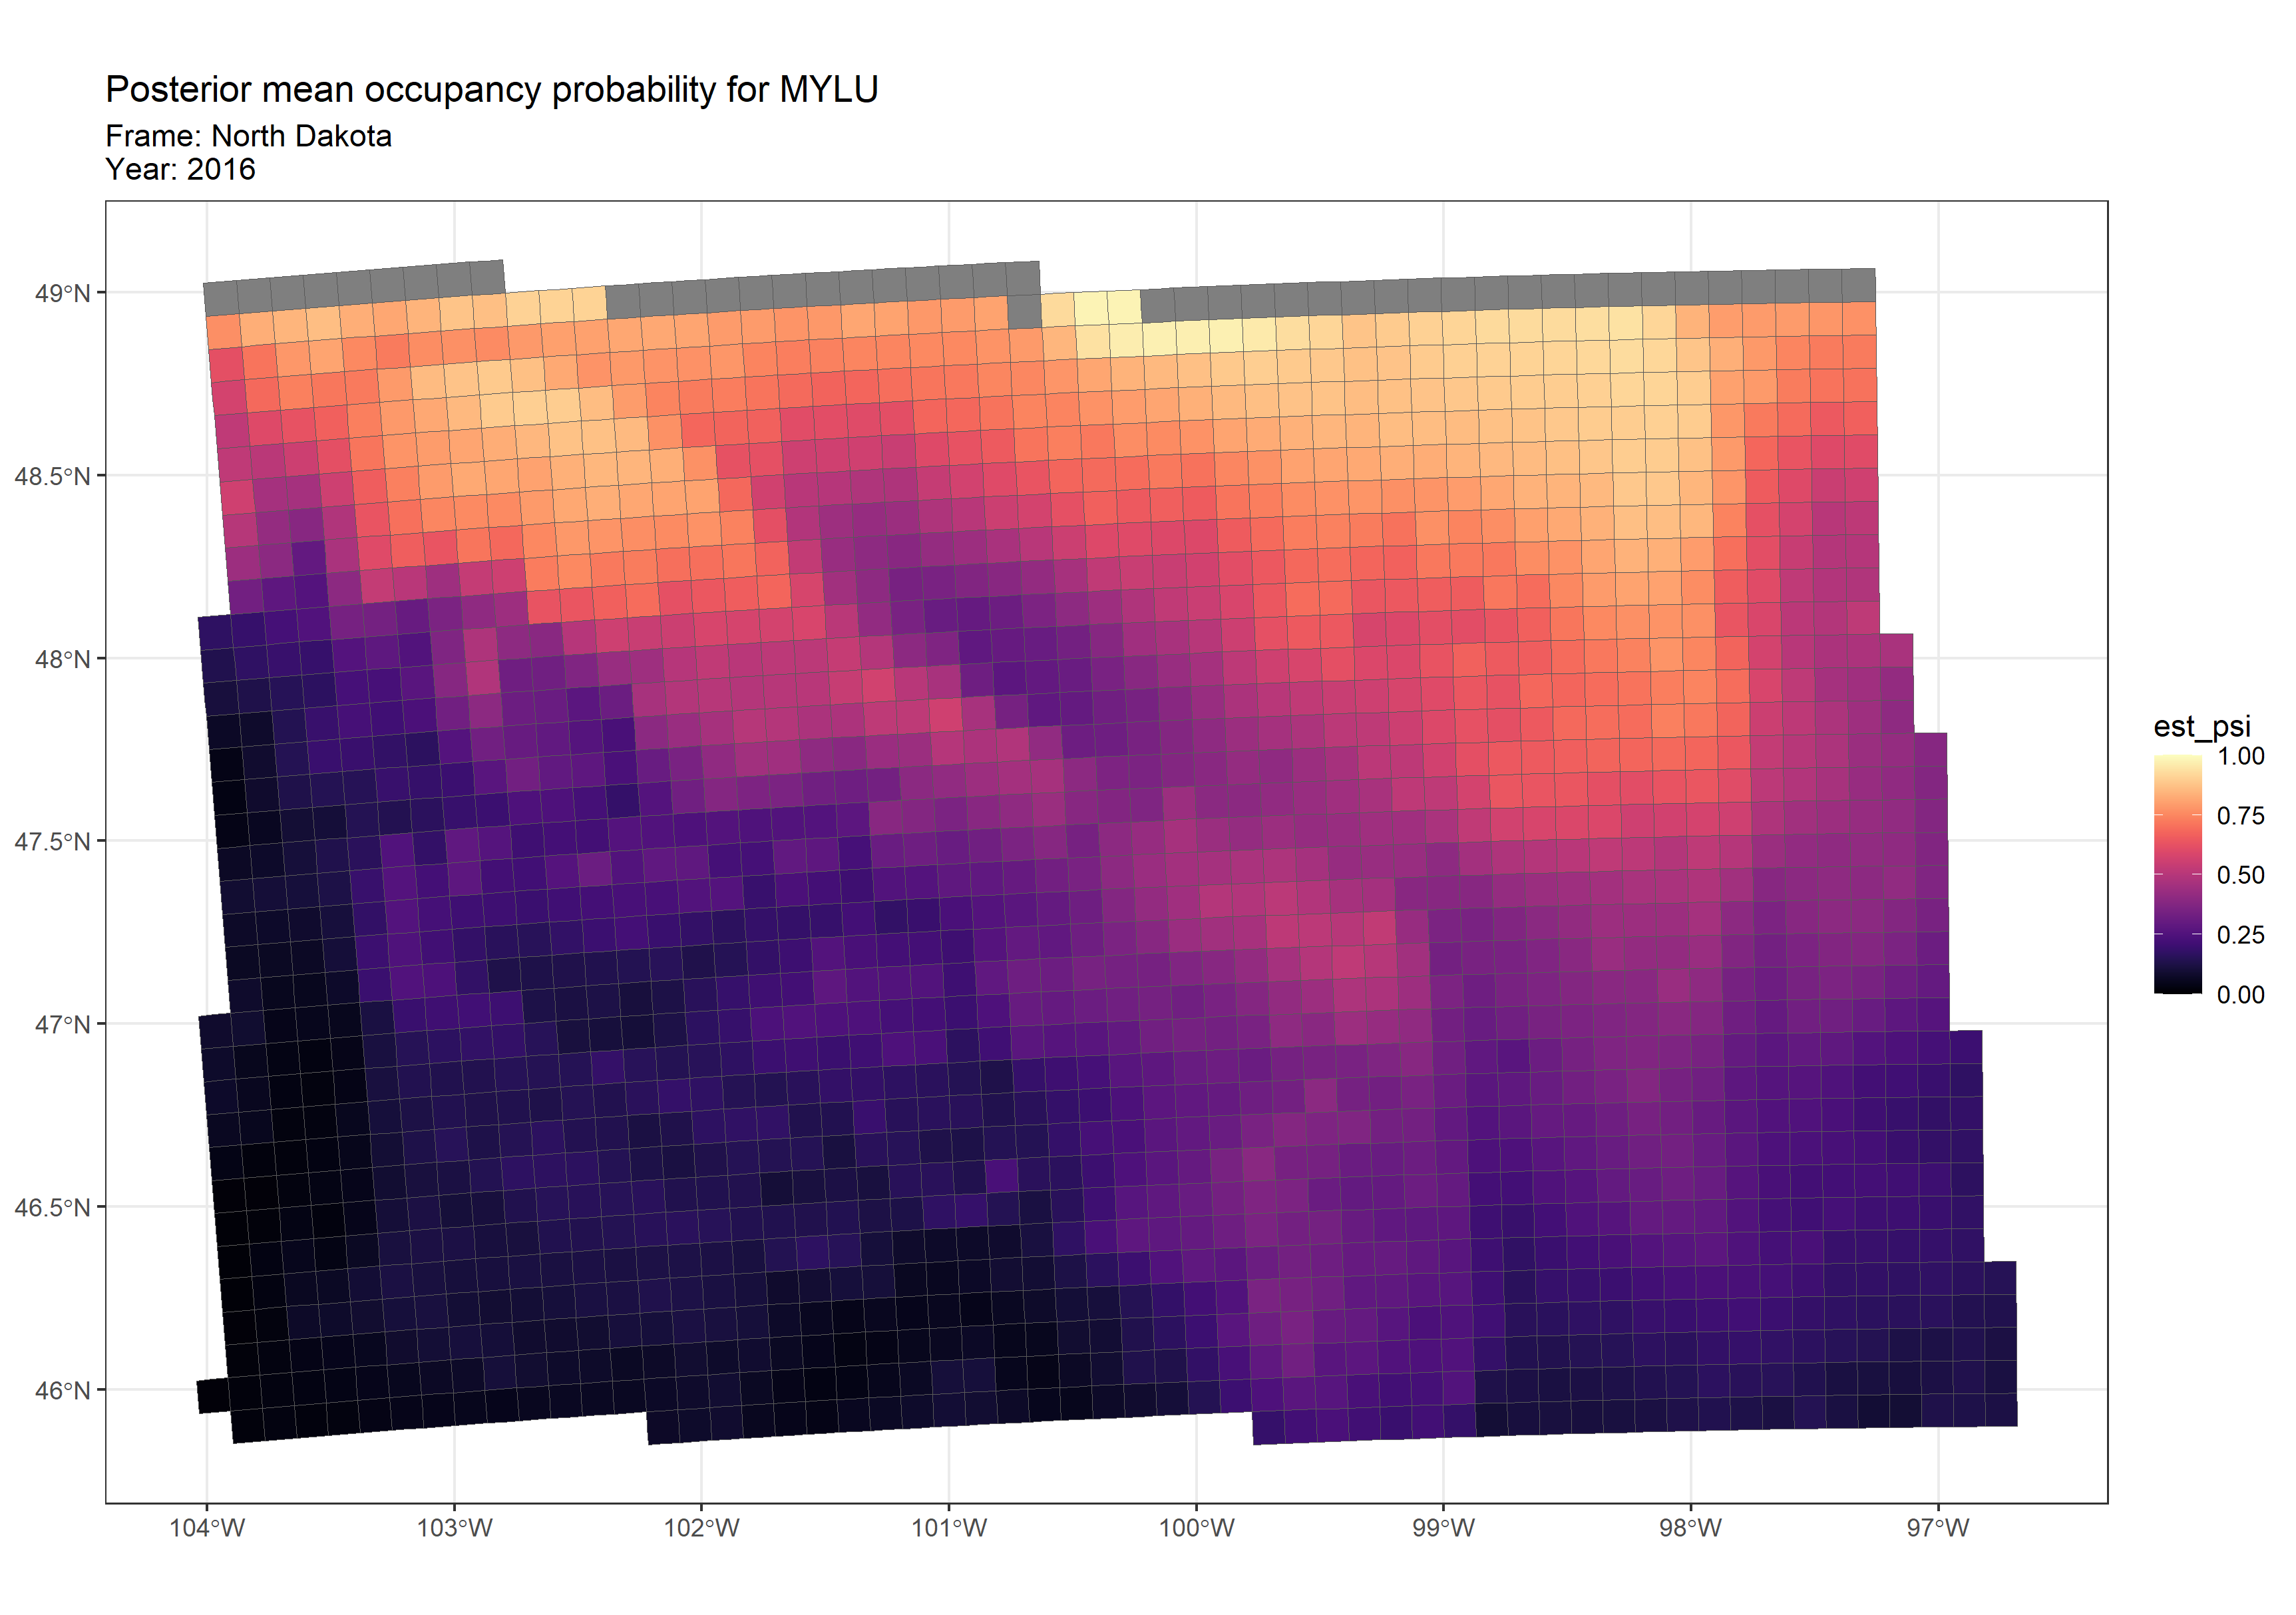 Posterior mean occupancy probability for MYLU
Frame: North Dakota
Year: 2016
49°N
48.5°N
48°N
47.5°N
47°N
46.5°N
46°N
104°W 103°W 102°W 101°W 100°W 99°W 98°W 97°W
est_psi
1.00
0.75
0.50
0.25
0.00